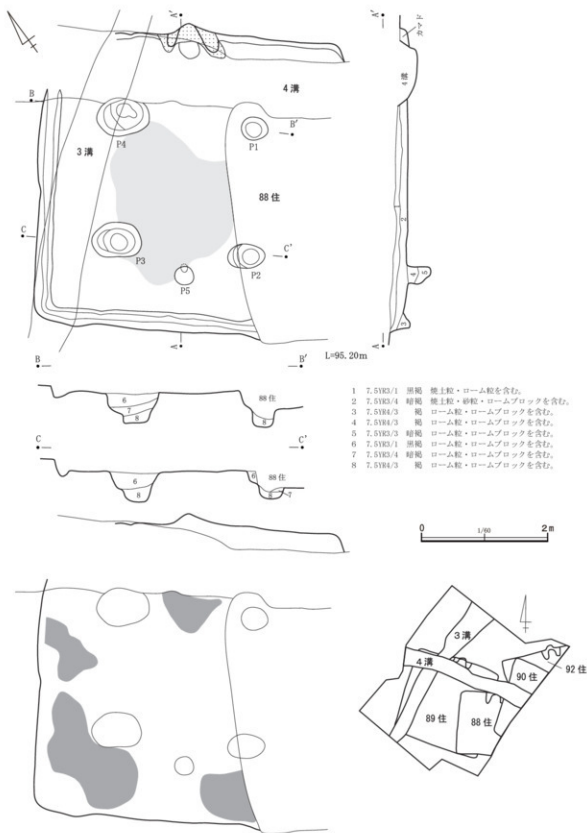 A'
A'
4溝
カマド
4溝
B
B'
P4
P1
3溝
88住
2
C
C'
P3
P2
P5
4
5
3
A
A
L=95.20m
B
B'
6
7
8
88住
8
C
C'
6
8
6
88住
8
7
1 7.5YR3/1 黒褐 焼土粒・ローム粒を含む。
2 7.5YR3/4 暗褐 焼土粒・砂粒・ロームブロックを含む。
3 7.5YR4/3 褐 ローム粒・ロームブロックを含む。
4 7.5YR4/3 褐 ローム粒・ロームブロックを含む。
5 7.5YR3/3 暗褐 ローム粒・ロームブロックを含む。
6 7.5YR3/1 黒褐 ローム粒・ロームブロックを含む。
7 7.5YR3/4 暗褐 ローム粒・ロームブロックを含む。
8 7.5YR4/3 褐 ローム粒・ロームブロックを含む。
0 1/60 2m
3溝
4溝
92住
90住
89住
88住